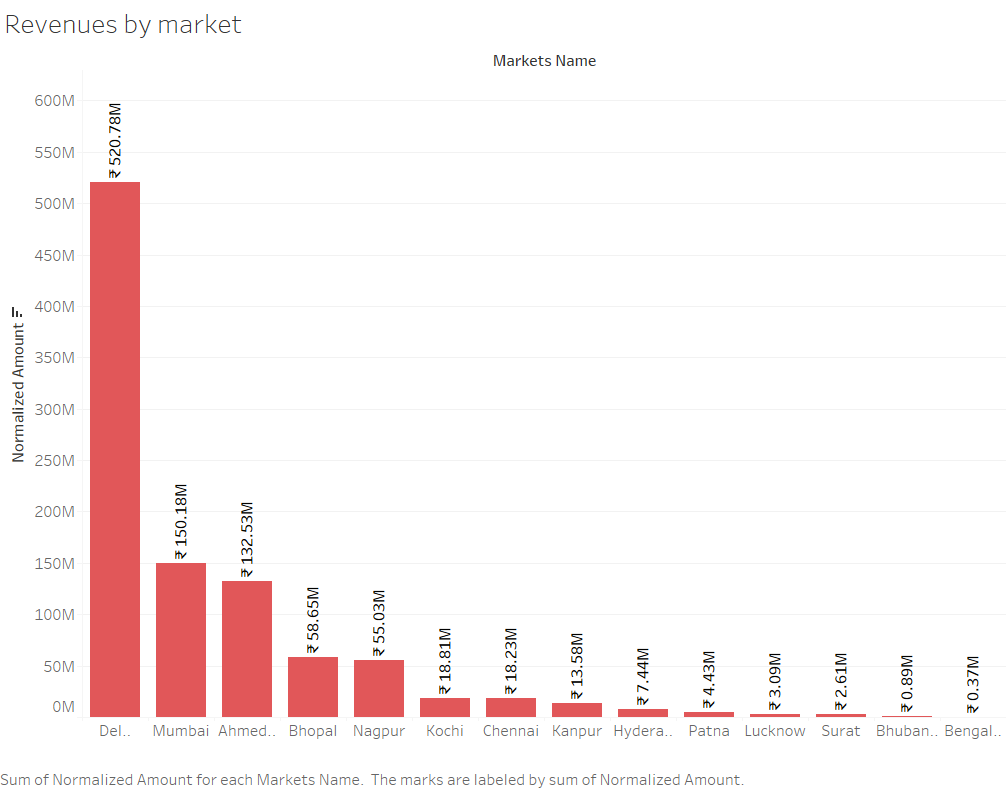 Revenues by market
Markets Name
600M
550M
500M
450M
400M
350M
300M
250M
200M
150M
100M
50M
0M
Normalized Amount
₹ 520.78M
₹ 150.18M
₹ 132.53M
₹ 58.65M
₹ 55.03M
₹ 18.81M
₹ 18.23M
₹ 13.58M
₹ 7.44M
₹ 4.43M
₹ 3.09M
₹ 2.61M
₹ 0.89M
₹ 0.37M
Del.. Mumbai Ahmed.. Bhopal Nagpur Kochi Chennai Kanpur Hydera.. Patna Lucknow Surat Bhuban.. Bengal..
Sum of Normalized Amount for each Markets Name. The marks are labeled by sum of Normalized Amount.